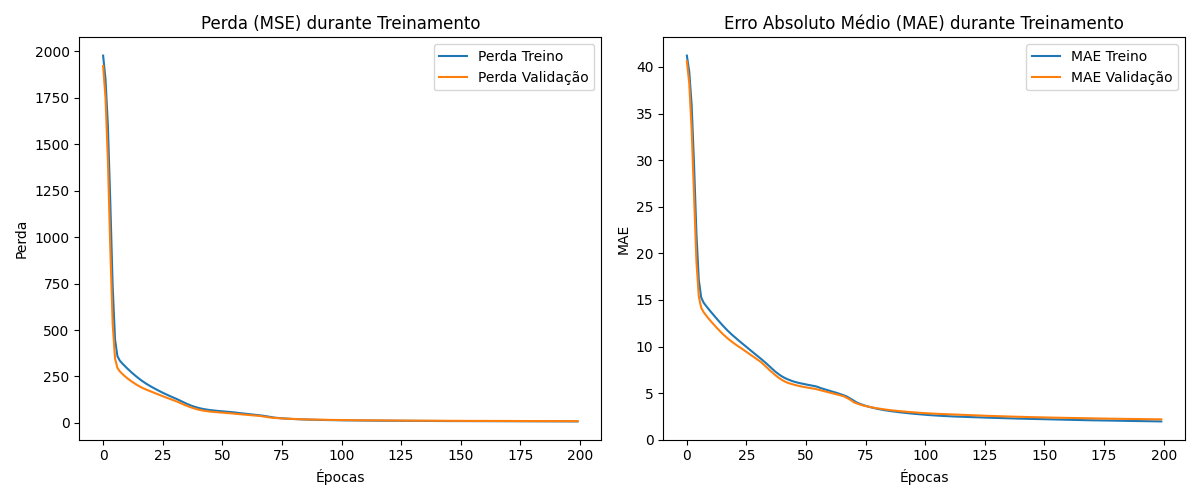 Perda (MSE) durante Treinamento
Perda Treino
Perda Validação
2000
1750
1500
1250
1000
750
500
250
0
Perda
0 25 50 75 100 125 150 175 200
Épocas
Erro Absoluto Médio (MAE) durante Treinamento
MAE Treino
MAE Validação
40
35
30
25
20
15
10
5
0
MAE
0 25 50 75 100 125 150 175 200
Épocas